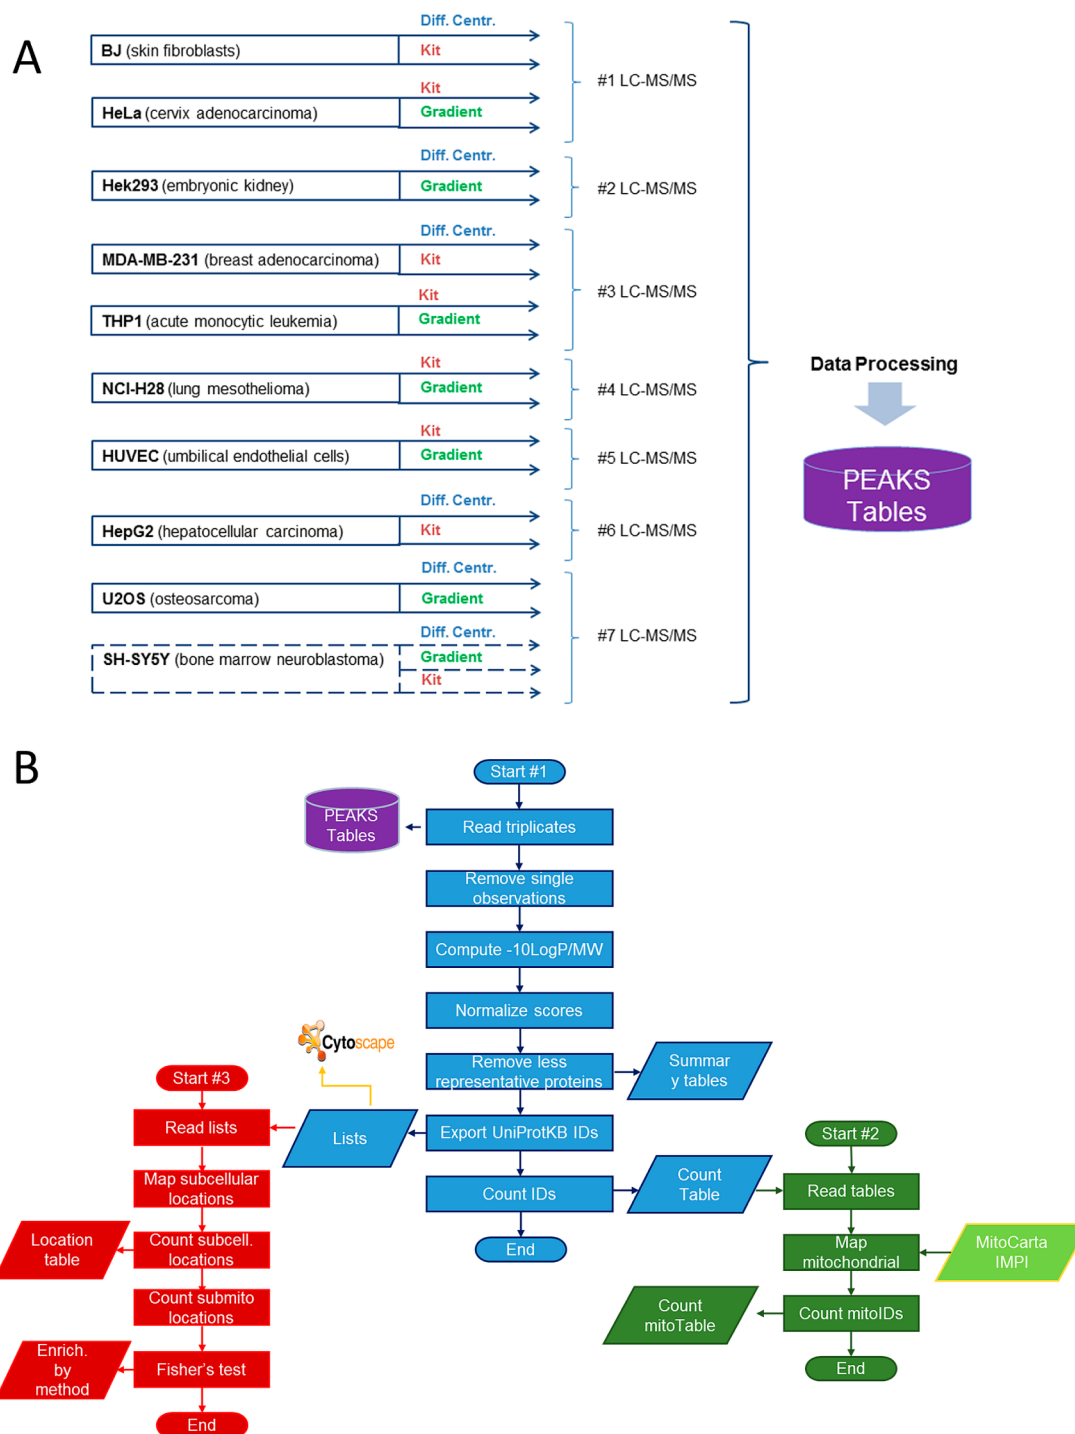 A
Diff. Centr.
BJ (skin fibroblasts)
Kit
Kit
HeLa (cervix adenocarcinoma)
Gradient
#1 LC-MS/MS
Diff. Centr.
Hek293 (embryonic kidney)
Gradient
#2 LC-MS/MS
Diff. Centr.
MDA-MB-231 (breast adenocarcinoma)
Kit
Kit
THP1 (acute monocytic leukemia)
Gradient
#3 LC-MS/MS
Kit
NCI-H28 (lung mesothelioma)
Gradient
#4 LC-MS/MS
Kit
HUVEC (umbilical endothelial cells)
Gradient
#5 LC-MS/MS
Diff. Centr.
HepG2 (hepatocellular carcinoma)
Kit
#6 LC-MS/MS
Diff. Centr.
U2OS (osteosarcoma)
Gradient
Diff. Centr.
SH-SY5Y (bone marrow neuroblastoma)
Gradient
Kit
#7 LC-MS/MS
Data Processing
PEAKS
Tables
B
Start #1
PEAKS
Tables
Read triplicates
Remove single
observations
Compute -10LogP/MW
Normalize scores
Remove less
representative proteins
Summar
y tables
Export UniProtKB IDs
Lists
Cytoscape
Count IDs
Count
Table
End
Start #3
Read lists
Map subcellular
locations
Count subcell.
locations
Location
table
Count submito
locations
Fisher's test
Enrich.
by
method
End
Start #2
Read tables
Map
mitochondrial
MitoCarta
IMPI
Count mitoIDs
Count
mitoTable
End